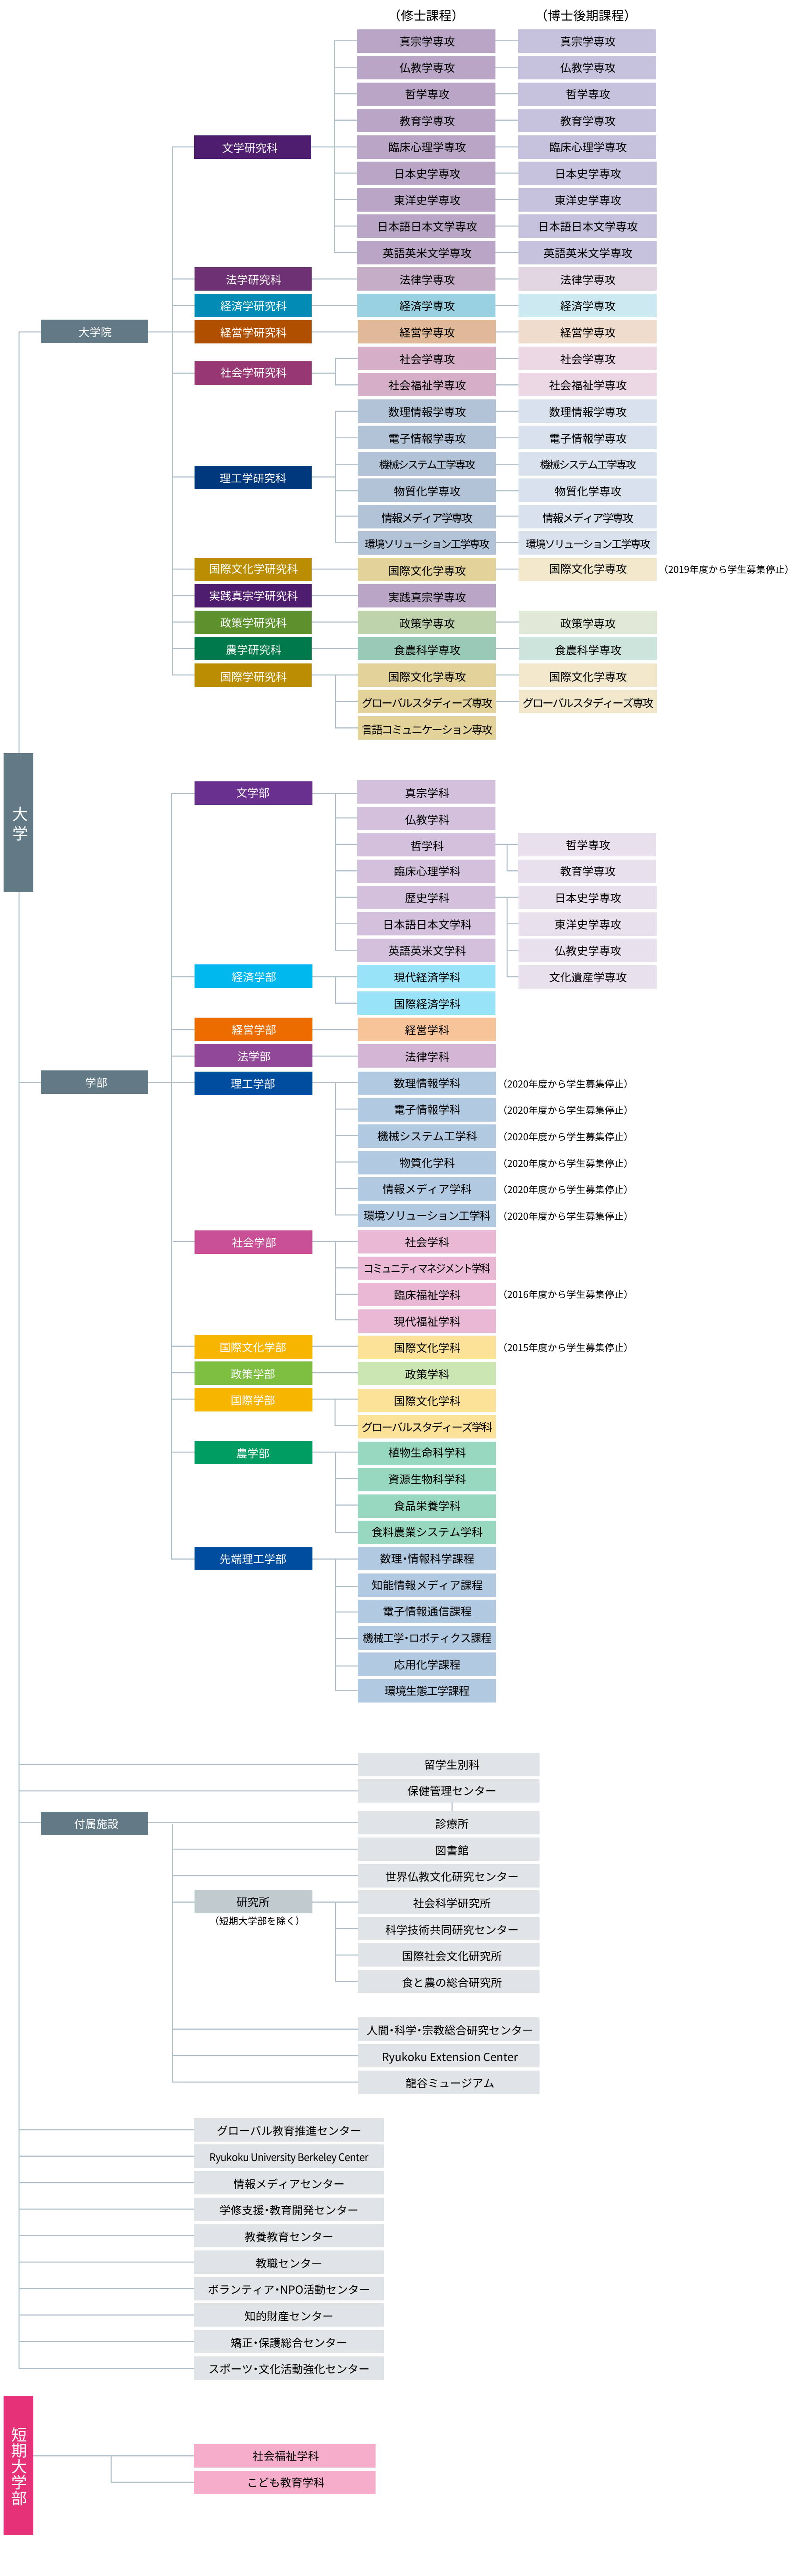 （修士課程）
（博士後期課程）
大学
大学院
文学研究科
真宗学専攻
真宗学専攻
仏教学専攻
仏教学専攻
哲学専攻
哲学専攻
教育学専攻
教育学専攻
臨床心理学専攻
臨床心理学専攻
日本史学専攻
日本史学専攻
東洋史学専攻
東洋史学専攻
日本語日本文学専攻
日本語日本文学専攻
英語英米文学専攻
英語英米文学専攻
法学研究科
法律学専攻
法律学専攻
経済学研究科
経済学専攻
経済学専攻
経営学研究科
経営学専攻
経営学専攻
社会学研究科
社会学専攻
社会学専攻
社会福祉学専攻
社会福祉学専攻
理工学研究科
数理情報学専攻
数理情報学専攻
電子情報学専攻
電子情報学専攻
機械システム工学専攻
機械システム工学専攻
物質化学専攻
物質化学専攻
情報メディア学専攻
情報メディア学専攻
環境ソリューション工学専攻
環境ソリューション工学専攻
国際文化学研究科
国際文化学専攻
国際文化学専攻
（2019年度から学生募集停止）
実践真宗学研究科
実践真宗学専攻
政策学研究科
政策学専攻
政策学専攻
農学研究科
食農科学専攻
食農科学専攻
国際学研究科
国際文化学専攻
国際文化学専攻
グローバルスタディーズ専攻
グローバルスタディーズ専攻
言語コミュニケーション専攻
学部
文学部
真宗学科
仏教学科
哲学科
哲学専攻
教育学専攻
臨床心理学科
歴史学科
日本史学専攻
東洋史学専攻
仏教史学専攻
文化遺産学専攻
日本語日本文学科
英語英米文学科
経済学部
現代経済学科
国際経済学科
経営学部
経営学科
法学部
法律学科
理工学部
数理情報学科
（2020年度から学生募集停止）
電子情報学科
（2020年度から学生募集停止）
機械システム工学科
（2020年度から学生募集停止）
物質化学科
（2020年度から学生募集停止）
情報メディア学科
（2020年度から学生募集停止）
環境ソリューション工学科
（2020年度から学生募集停止）
社会学部
社会学科
コミュニティマネジメント学科
臨床福祉学科
（2016年度から学生募集停止）
現代福祉学科
国際文化学部
国際文化学科
（2015年度から学生募集停止）
政策学部
政策学科
国際学部
国際文化学科
グローバルスタディーズ学科
農学部
植物生命科学科
資源生物科学科
食品栄養学科
食料農業システム学科
先端理工学部
数理・情報科学課程
知能情報メディア課程
電子情報通信課程
機械工学・ロボティクス課程
応用化学課程
環境生態工学課程
留学生別科
保健管理センター
付属施設
診療所
図書館
世界仏教文化研究センター
研究所
（短期大学部を除く）
社会科学研究所
科学技術共同研究センター
国際社会文化研究所
食と農の総合研究所
人間・科学・宗教総合研究センター
Ryukoku Extension Center
龍谷ミュージアム
グローバル教育推進センター
Ryukoku University Berkeley Center
情報メディアセンター
学修支援・教育開発センター
教養教育センター
教職センター
ボランティア・NPO活動センター
知的財産センター
矯正・保護総合センター
スポーツ・文化活動強化センター
短期大学部
社会福祉学科
こども教育学科